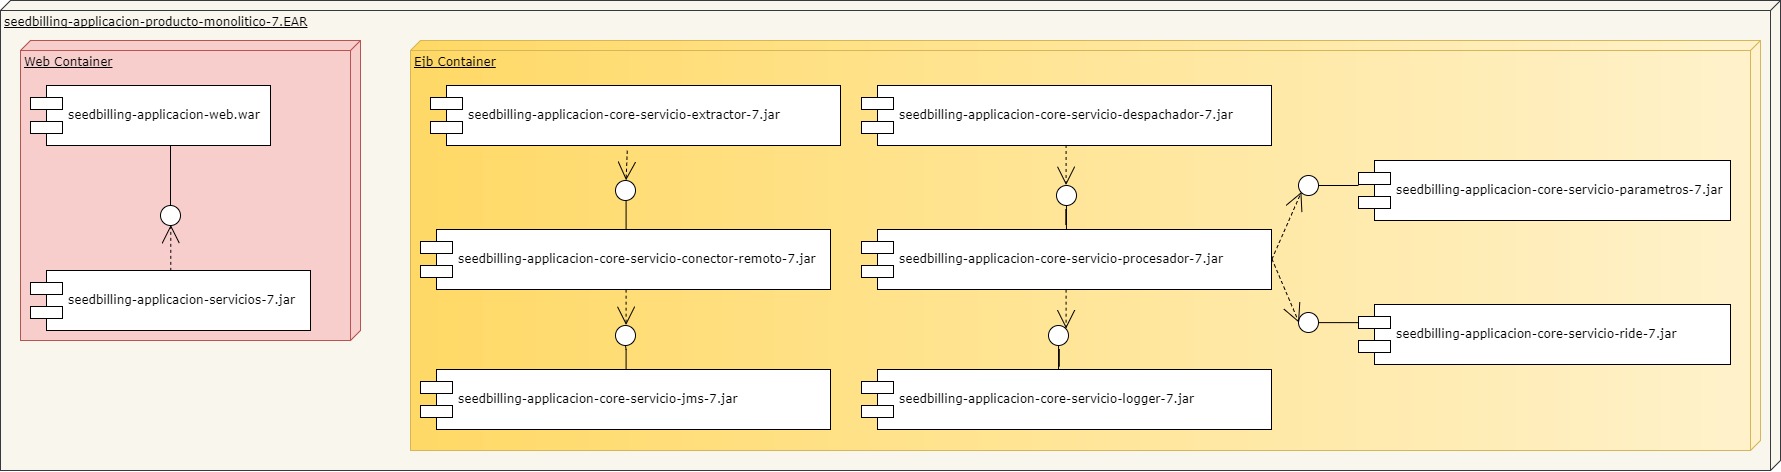 seedbilling-applicacion-producto-monolitico-7.EAR
Web Container
seedbilling-applicacion-web.war
seedbilling-applicacion-servicios-7.jar
Ejb Container
seedbilling-applicacion-core-servicio-extractor-7.jar
seedbilling-applicacion-core-servicio-despachador-7.jar
seedbilling-applicacion-core-servicio-parametros-7.jar
seedbilling-applicacion-core-servicio-conector-remoto-7.jar
seedbilling-applicacion-core-servicio-procesador-7.jar
seedbilling-applicacion-core-servicio-ride-7.jar
seedbilling-applicacion-core-servicio-jms-7.jar
seedbilling-applicacion-core-servicio-logger-7.jar